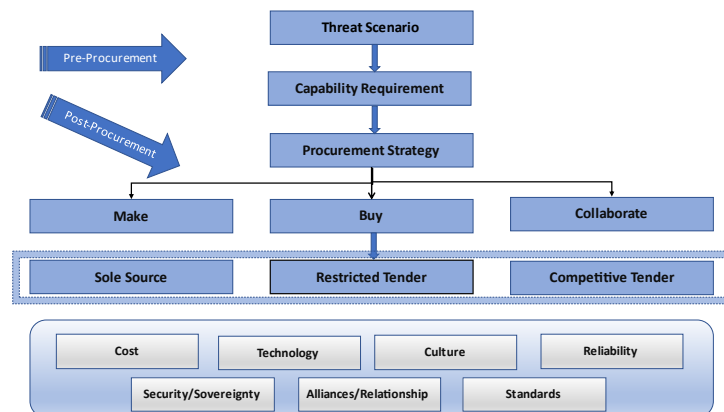 Threat Scenario
Pre-Procurement
Capability Requirement
Post-Procurement
Procurement Strategy
Make
Buy
Collaborate
Sole Source
Restricted Tender
Competitive Tender
Cost
Technology
Culture
Reliability
Security/Sovereignty
Alliances/Relationship
Standards